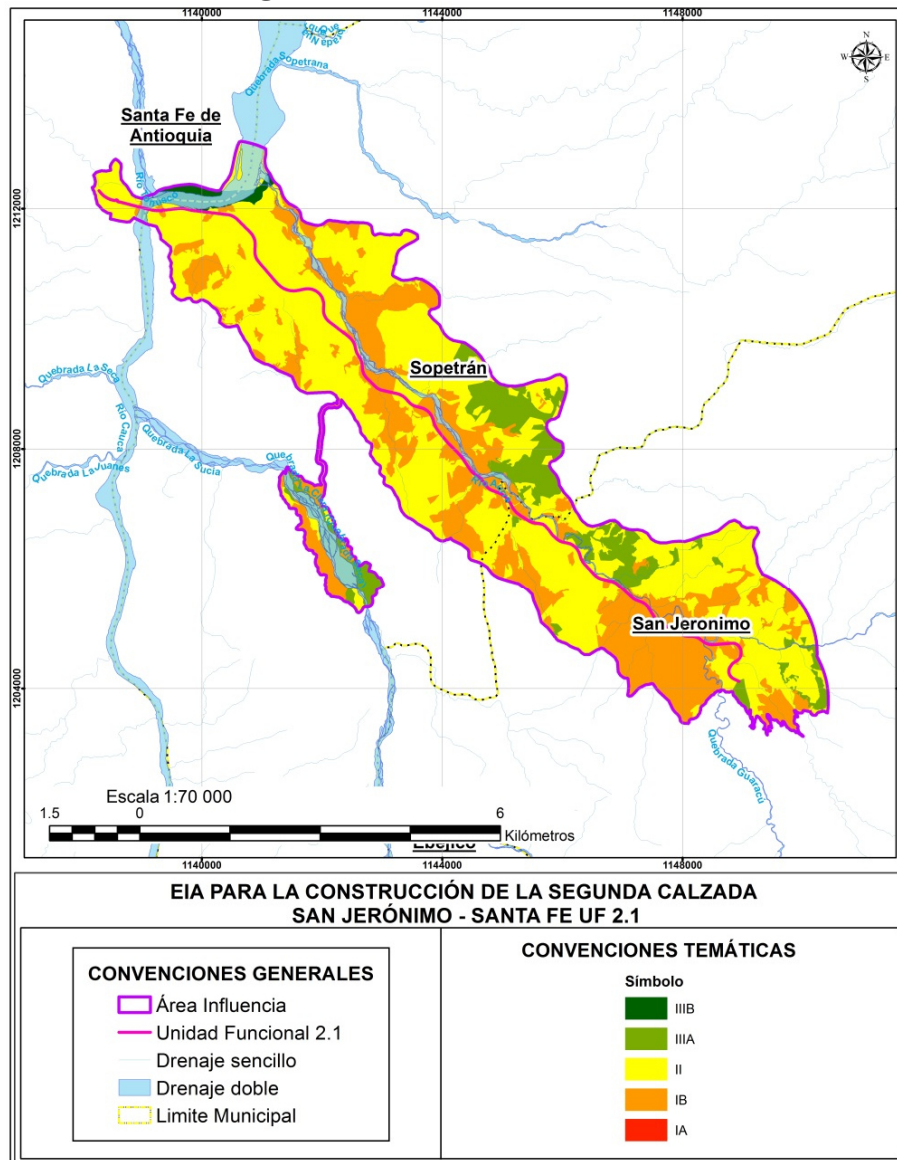 1140000
1144000
1148000
Quebrada Sopetrana
N
W
E
S
Santa Fe de
Antioquia
1212000
Río Cauca
Sopetrán
Quebrada La Seca
Río Cauca
Quebrada La Sucia
1208000
Quebrada Lavuanes
San Jeronimo
1204000
Quebrada Guaracú
Escala 1:70 000
1.5
0
6
Kilómetros
Ebéjico
1140000
1144000
1148000
EIA PARA LA CONSTRUCCIÓN DE LA SEGUNDA CALZADA
SAN JERÓNIMO - SANTA FE UF 2.1
CONVENCIONES GENERALES
Área Influencia
Unidad Funcional 2.1
Drenaje sencillo
Drenaje doble
Limite Municipal
CONVENCIONES TEMÁTICAS
Símbolo
IIIB
IIIA
II
IB
IA